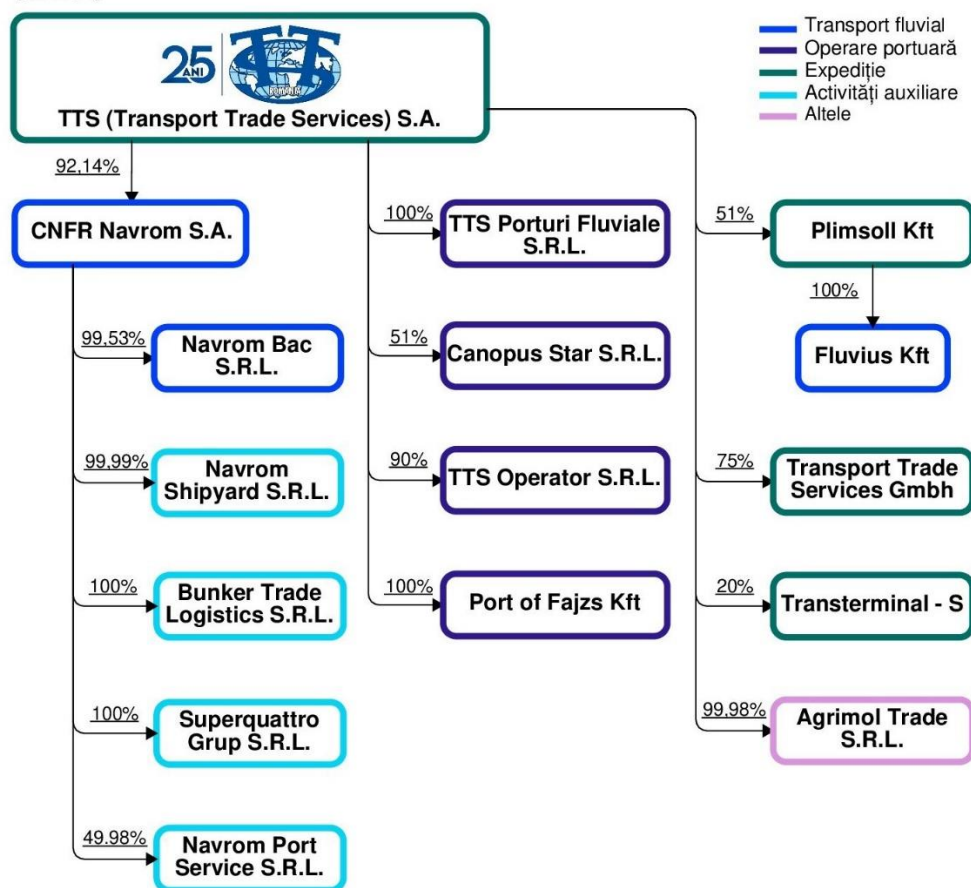 25
ANI
TTS
ROMANIA
TTS (Transport Trade Services) S.A.
Transport fluvial
Operare portuară
Expediție
Activități auxiliare
Altele
92,14%
CNFR Navrom S.A.
99.53%
Navrom Bac
S.R.L.
99,99%
Navrom
Shipyard S.R.L.
100%
Bunker Trade
Logistics S.R.L.
100%
Superquattro
Grup S.R.L.
49.98%
Navrom Port
Service S.R.L.
100%
TTS Porturi Fluviale
S.R.L.
51%
Canopus Star S.R.L.
90%
TTS Operator S.R.L.
100%
Port of Fajzs Kft
51%
Plimsoll Kft
100%
Fluvius Kft
75%
Transport Trade
Services Gmbh
20%
Transterminal - S
99,98%
Agrimol Trade
S.R.L.